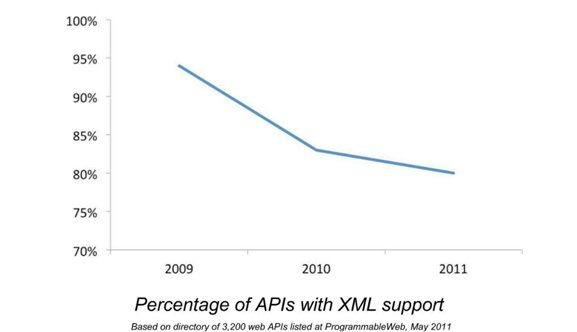 100%
95%
90%
85%
80%
75%
70%
2009 2010 2011
Percentage of APIs with XML support
Based on directory of 3,200 web APIs listed at ProgrammableWeb, May 2011